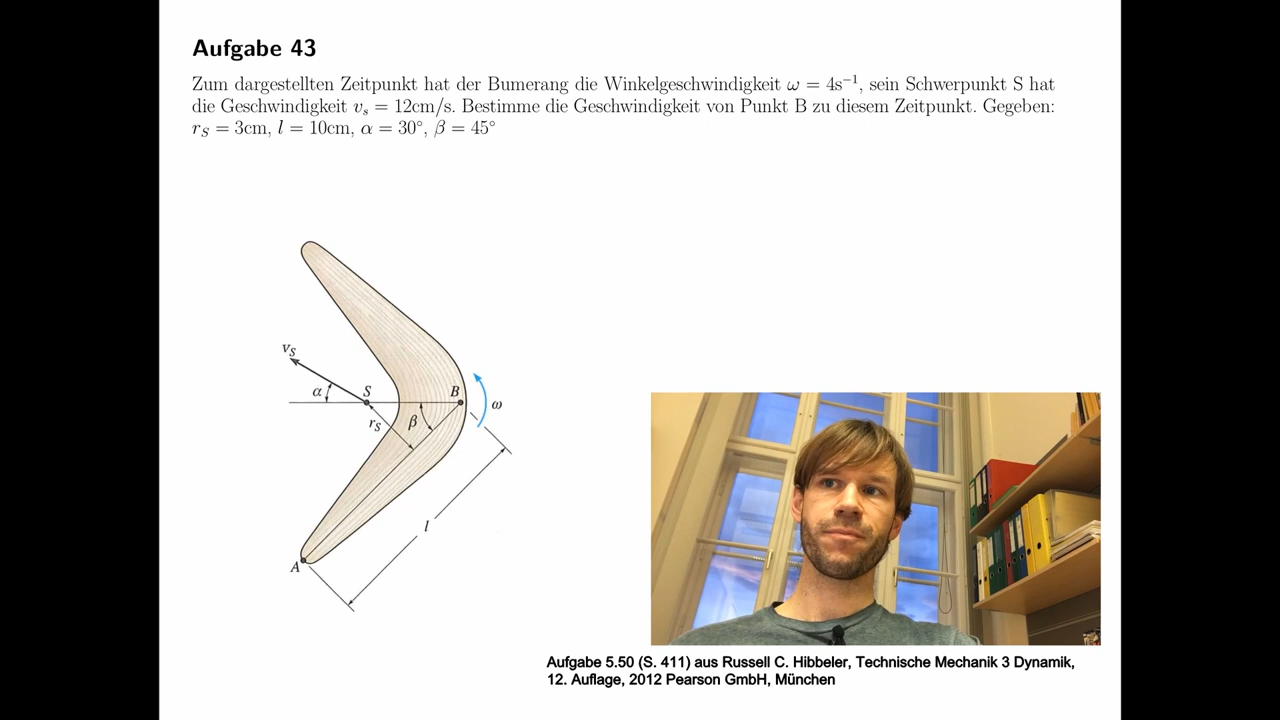 Aufgabe 43
Zum dargestellten Zeitpunkt hat der Bumerang die Winkelgeschwindigkeit ω = 4s⁻¹, sein Schwerpunkt S hat
die Geschwindigkeit vₛ = 12cm/s. Bestimme die Geschwindigkeit von Punkt B zu diesem Zeitpunkt. Gegeben:
r_S = 3cm, l = 10cm, α = 30°, β = 45°
v_S
α
S
B
ω
r_S
β
l
A
Aufgabe 5.50 (S. 411) aus Russell C. Hibbeler, Technische Mechanik 3 Dynamik,
12. Auflage, 2012 Pearson GmbH, München